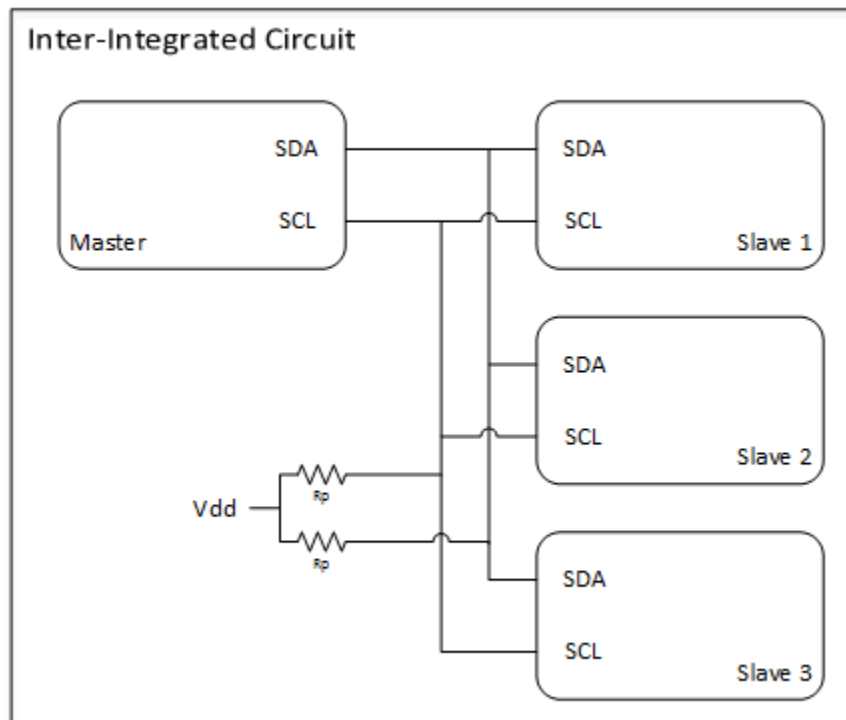 Inter-Integrated Circuit
SDA
SCL
Master
SDA
SCL
Slave 1
SDA
SCL
Slave 2
Vdd
Rp
Rp
SDA
SCL
Slave 3